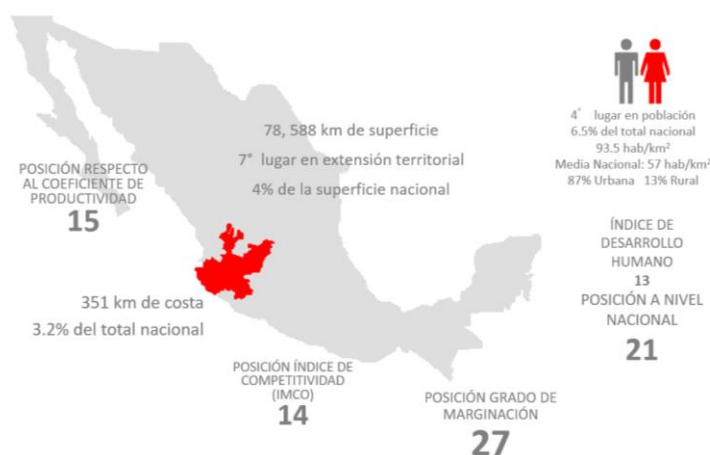 78, 588 km de superficie
7° lugar en extensión territorial
4% de la superficie nacional
4° lugar en población
6.5% del total nacional
93.5 hab/km²
Media Nacional: 57 hab/km²
87% Urbana 13% Rural
POSICIÓN RESPECTO
AL COEFICIENTE DE
PRODUCTIVIDAD
15
ÍNDICE DE
DESARROLLO
HUMANO
13
POSICIÓN A NIVEL
NACIONAL
21
351 km de costa
3.2% del total nacional
POSICIÓN ÍNDICE DE
COMPETITIVIDAD
(IMCO)
14
POSICIÓN GRADO DE
MARGINACIÓN
27